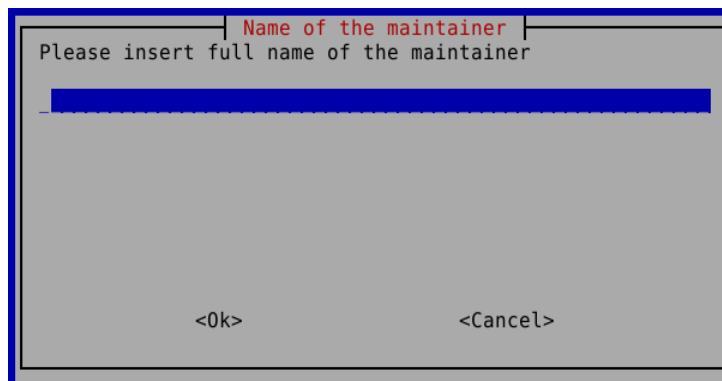 Name of the maintainer
Please insert full name of the maintainer
<Ok> <Cancel>